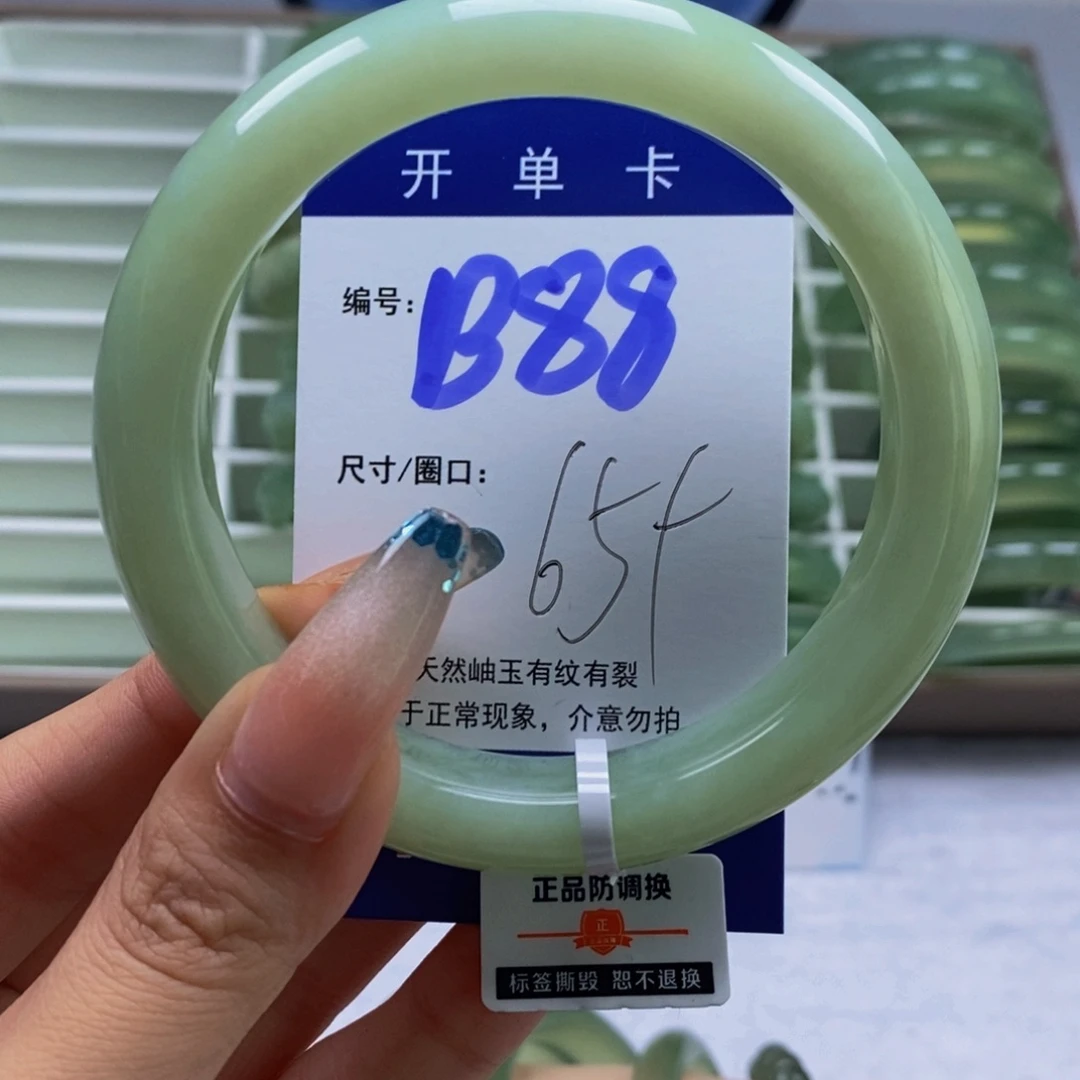 开单卡
编号：B88
尺寸/圈口：65+
天然岫玉有纹有裂
于正常现象，介意勿拍
正品防调换
正
标签撕毁 恕不退换